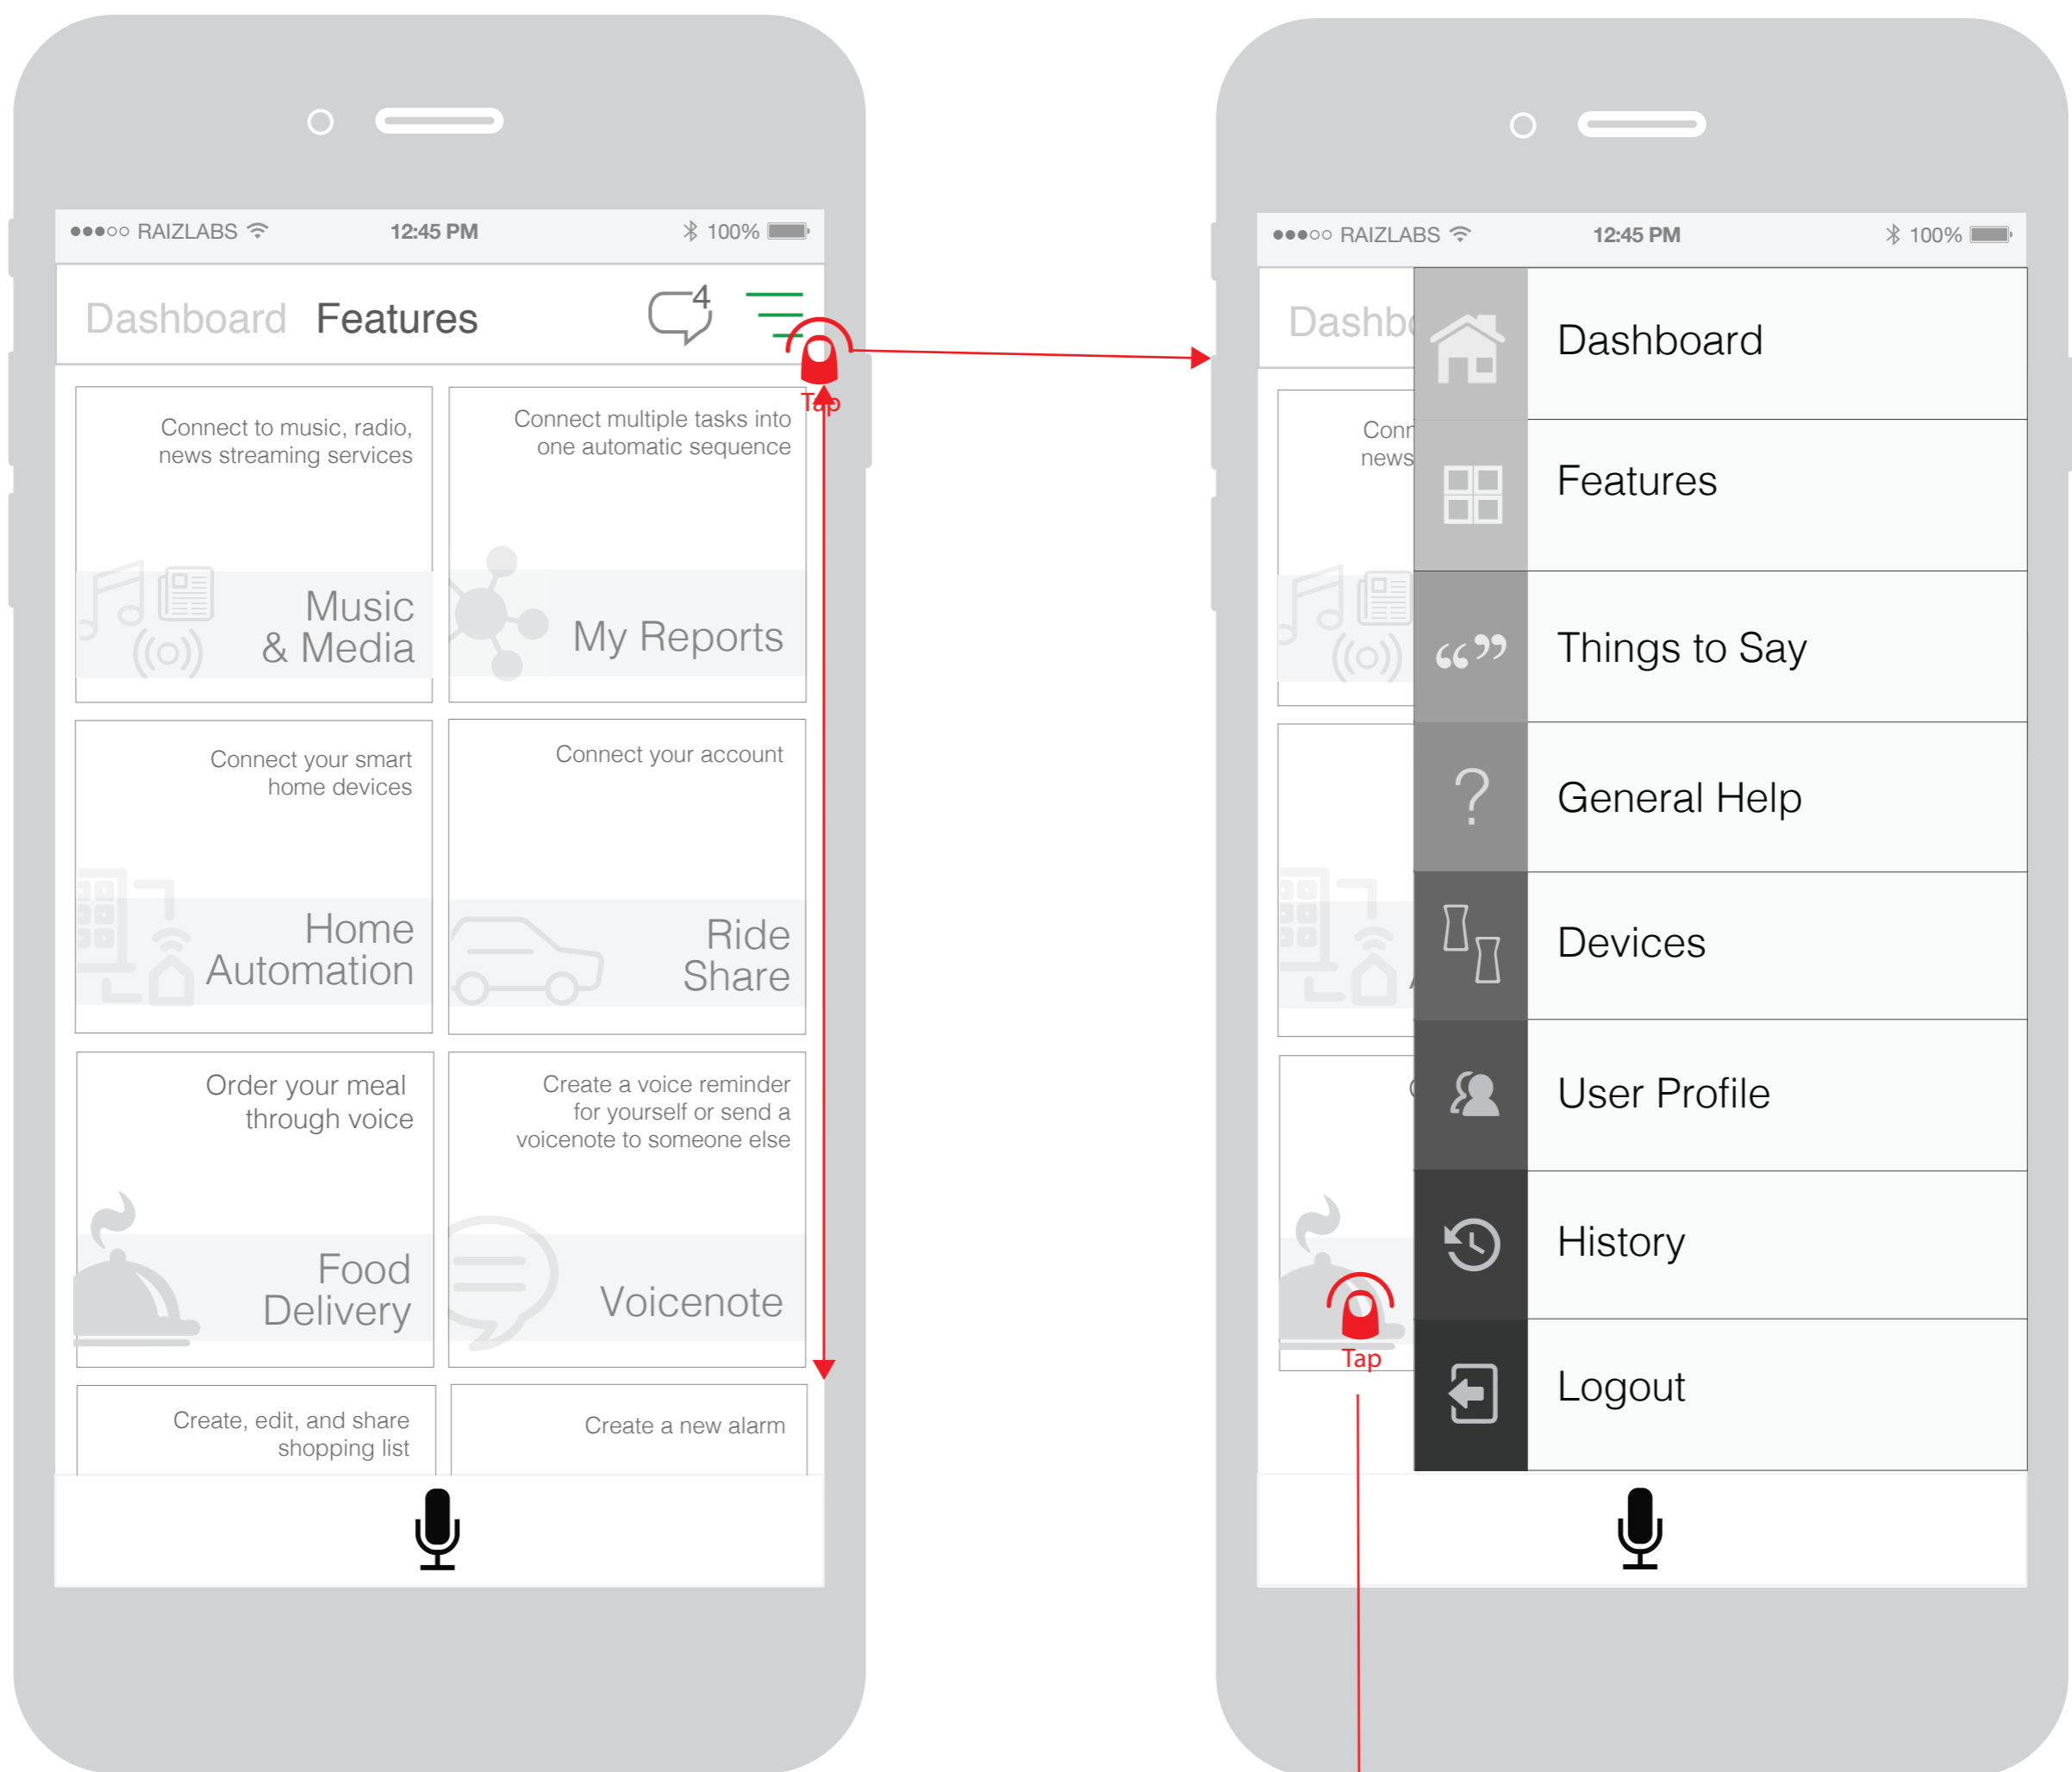 RAIZLABS 12:45 PM 100%
Dashboard Features 4
Tap
Connect to music, radio,
news streaming services
Music
& Media
Connect multiple tasks into
one automatic sequence
My Reports
Connect your smart
home devices
Home
Automation
Connect your account
Ride
Share
Order your meal
through voice
Food
Delivery
Create a voice reminder
for yourself or send a
voicenote to someone else
Voicenote
Create, edit, and share
shopping list
Create a new alarm
RAIZLABS 12:45 PM 100%
Dashbo
Conn
news
Tap
Dashboard
Features
“”
Things to Say
?
General Help
Devices
User Profile
History
Logout